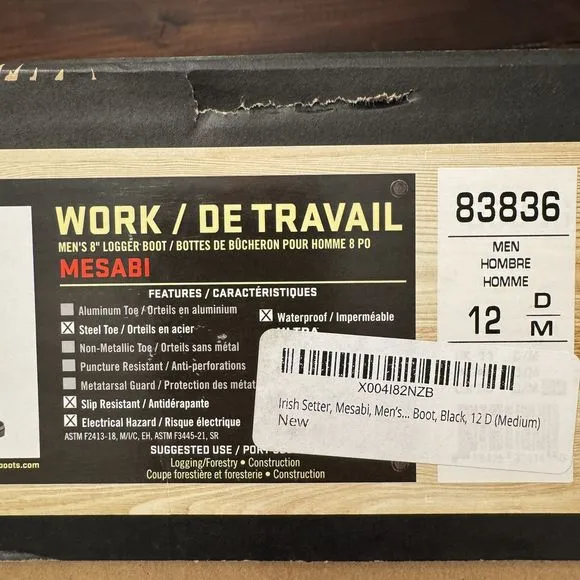 WORK / DE TRAVAIL
MEN'S 8" LOGGER BOOT / BOTTES DE BÛCHERON POUR HOMME 8 PO
MESABI
FEATURES / CARACTÉRISTIQUES
Aluminum Toe / Orteils en aluminium
Steel Toe / Orteils en acier
Non-Metallic Toe / Orteils sans métal
Puncture Resistant / Anti-perforations
Metatarsal Guard / Protection des
Slip Resistant / Antidérapante
Electrical Hazard / Risque électrique
ASTM F2413-18, M/I/C, EH, ASTM F3445-21, SR
Waterproof / Imperméable
SUGGESTED USE /
Logging/Forestry • Construction
Coupe forestière et foresterie • Construction
boots.com
83836
MEN
HOMBRE
HOMME
12 D/M
X004I82NZB
Irish Setter, Mesabi, Men's... Boot, Black, 12 D (Medium)
New